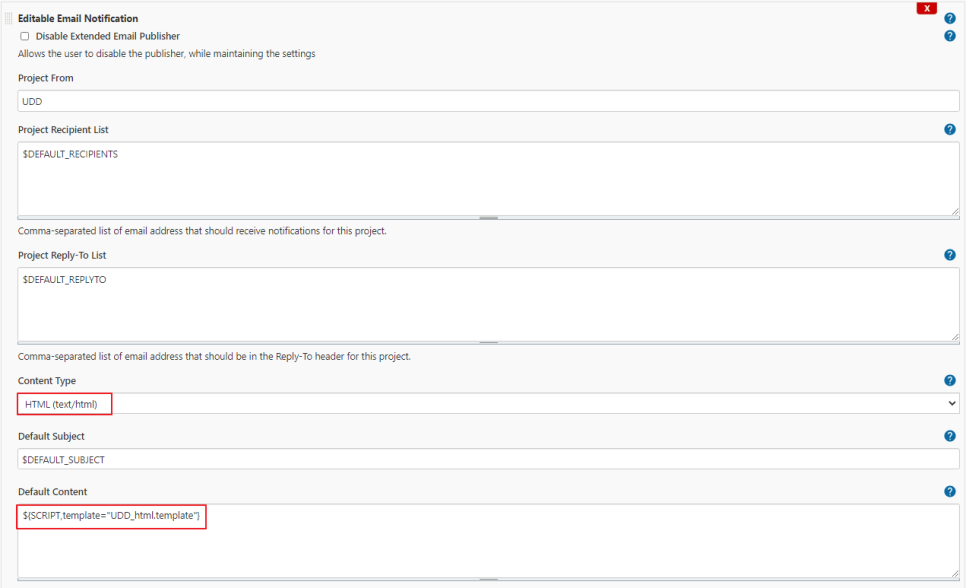 X
Editable Email Notification
?
Disable Extended Email Publisher
?
Allows the user to disable the publisher, while maintaining the settings
Project From
UDD
Project Recipient List
?
$DEFAULT_RECIPIENTS
Comma-separated list of email address that should receive notifications for this project.
Project Reply-To List
?
$DEFAULT_REPLYTO
Comma-separated list of email address that should be in the Reply-To header for this project.
Content Type
?
HTML (text/html)
Default Subject
?
$DEFAULT_SUBJECT
Default Content
?
${SCRIPT,template="UDD_html.template"}